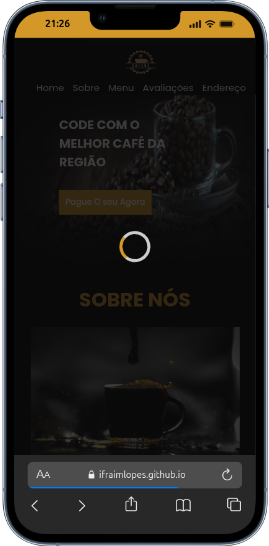 21:26
Home Sobre Menu Avaliações Endereço
CODE COM O
MELHOR CAFÉ DA
REGIÃO
Pague O seu Agora
SOBRE NÓS
AA ifraimlopes.github.io